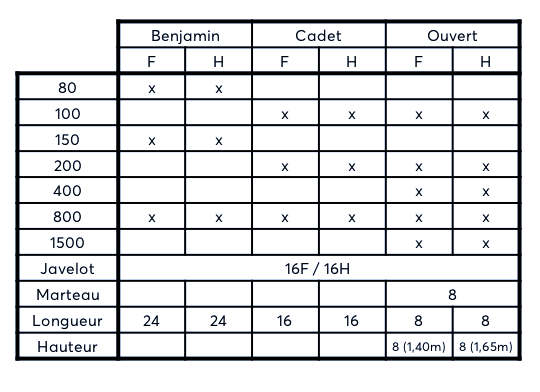 Benjamin Cadet Ouvert
F H F H F H
80 x x
100 x x x x
150 x x
200 x x x x
400 x x
800 x x x x x x
1500 x x
Javelot 16F / 16H
Marteau 8
Longueur 24 24 16 16 8 8
Hauteur 8 (1,40m) 8 (1,65m)